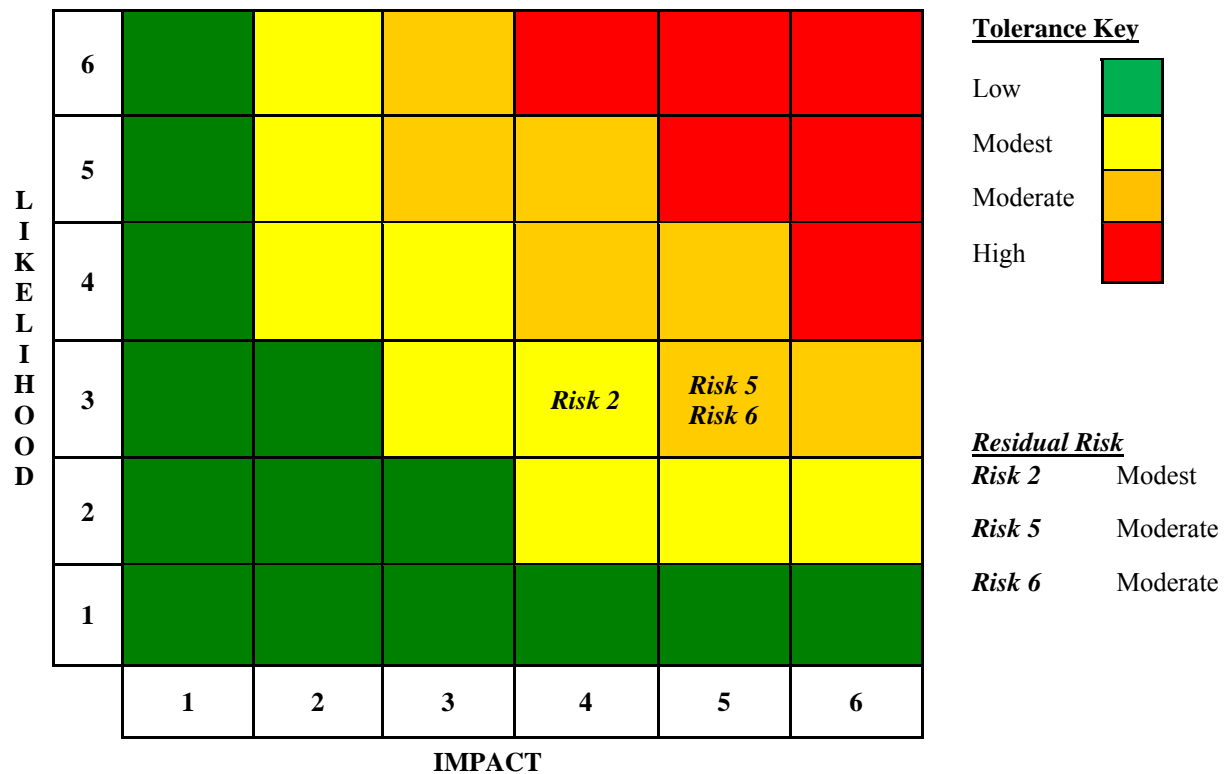 Tolerance Key
Low
Modest
Moderate
High
LIKELIHOOD
6
5
4
3
Risk 2
Risk 5
Risk 6
2
1
1 2 3 4 5 6
IMPACT
Residual Risk
Risk 2 Modest
Risk 5 Moderate
Risk 6 Moderate